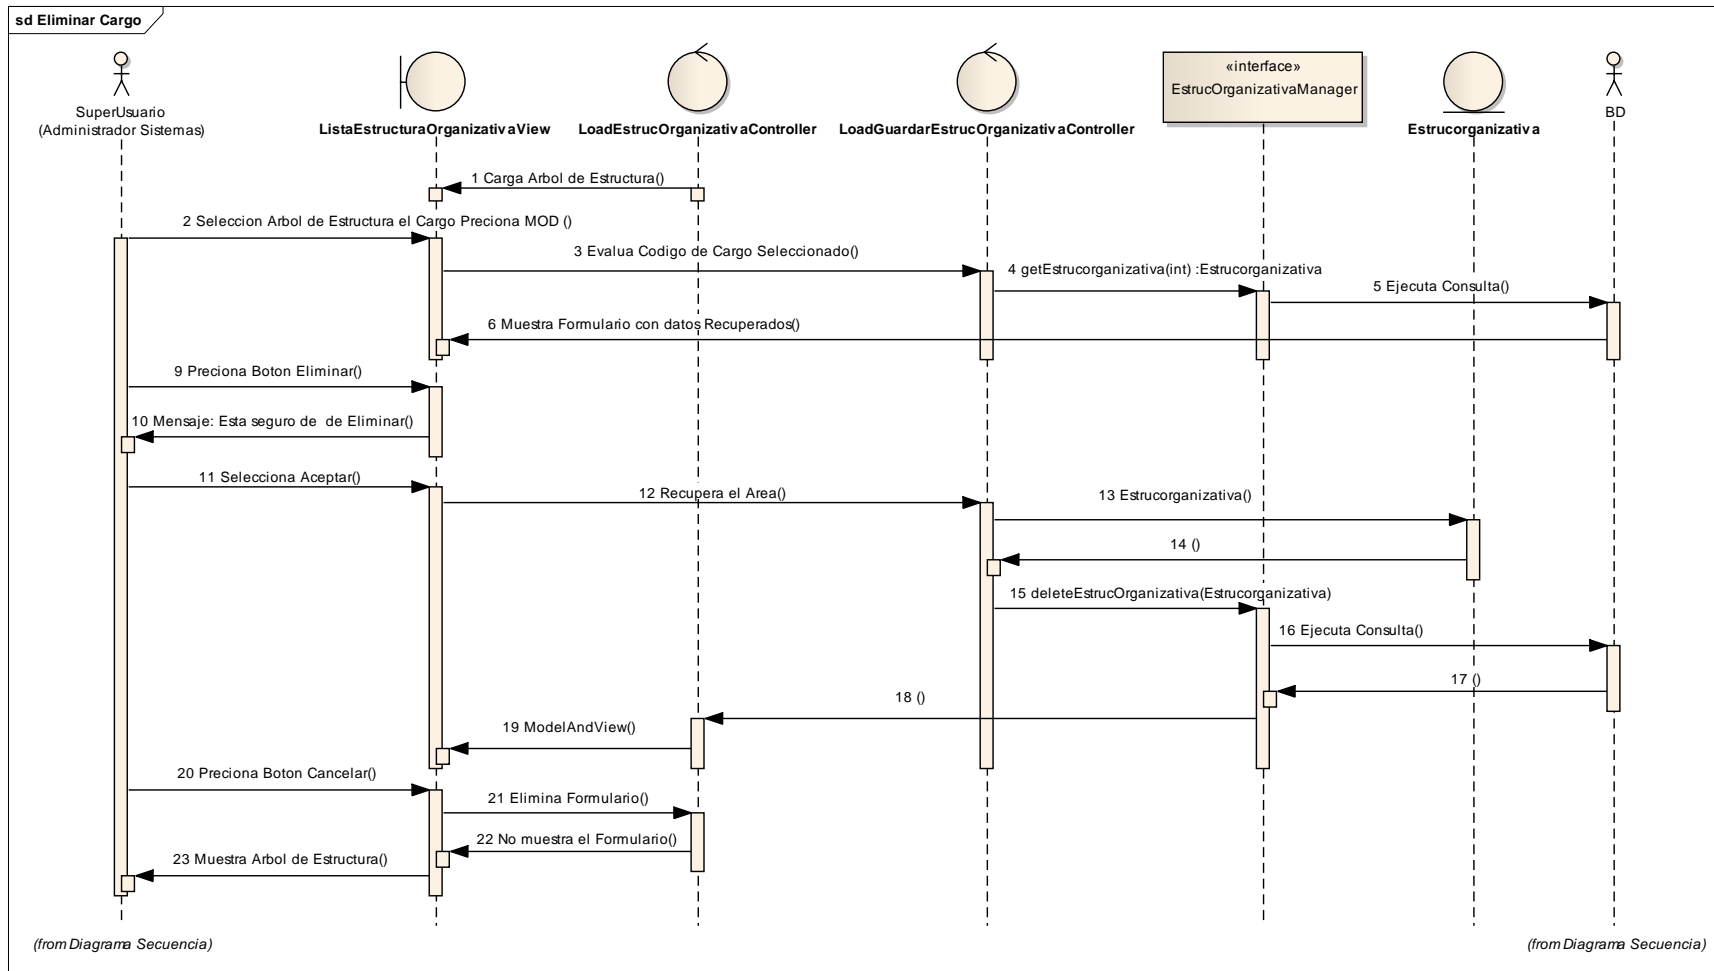 sd Eliminar Cargo
SuperUsuario
(Administrador Sistemas)
ListaEstructuraOrganizativaView
LoadEstrucOrganizativaController
LoadGuardarEstrucOrganizativaController
«interface»
EstrucOrganizativaManager
Estrucorganizativa
BD
1 Carga Arbol de Estructura()
2 Seleccion Arbol de Estructura el Cargo Preciona MOD ()
3 Evalua Codigo de Cargo Seleccionado()
4 getEstrucorganizativa(int) :Estrucorganizativa
5 Ejecuta Consulta()
6 Muestra Formulario con datos Recuperados()
9 Preciona Boton Eliminar()
10 Mensaje: Esta seguro de  de Eliminar()
11 Selecciona Aceptar()
12 Recupera el Area()
13 Estrucorganizativa()
14 ()
15 deleteEstrucOrganizativa(Estrucorganizativa)
16 Ejecuta Consulta()
17 ()
18 ()
19 ModelAndView()
20 Preciona Boton Cancelar()
21 Elimina Formulario()
22 No muestra el Formulario()
23 Muestra Arbol de Estructura()
(from Diagrama Secuencia)
(from Diagrama Secuencia)